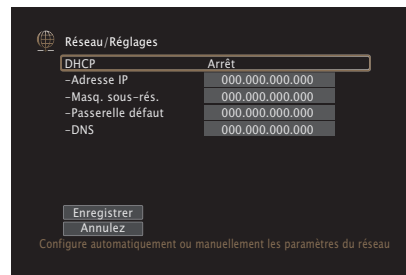 Réseau/Réglages
DHCP Arrêt
-Adresse IP 000.000.000.000
-Masq. sous-rés. 000.000.000.000
-Passerelle défaut 000.000.000.000
-DNS 000.000.000.000
Enregistrer
Annulez
Configure automatiquement ou manuellement les paramètres du réseau